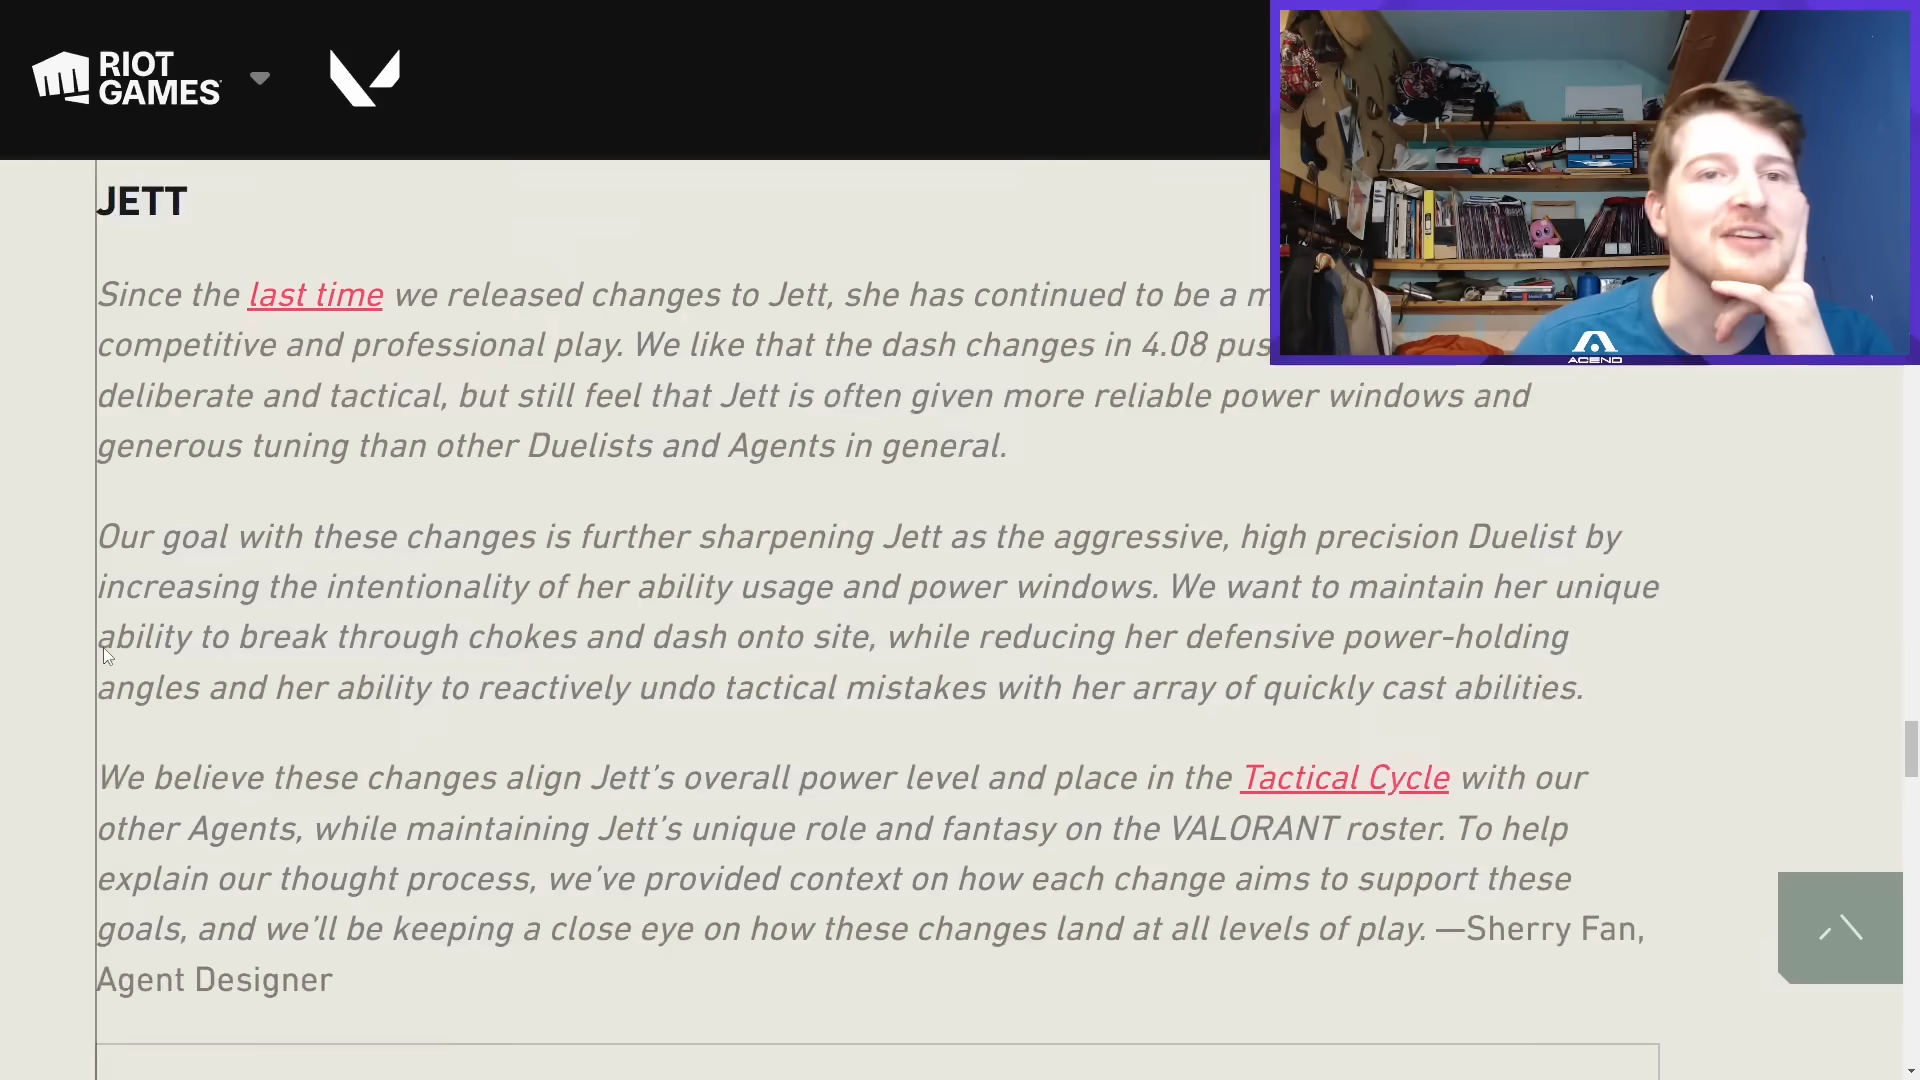 RIOT
GAMES
JETT
Since the last time we released changes to Jett, she has continued to be a
competitive and professional play. We like that the dash changes in 4.08
deliberate and tactical, but still feel that Jett is often given more reliable power windows and
generous tuning than other Duelists and Agents in general.
Our goal with these changes is further sharpening Jett as the aggressive, high precision Duelist by
increasing the intentionality of her ability usage and power windows. We want to maintain her unique
ability to break through chokes and dash onto site, while reducing her defensive power-holding
angles and her ability to reactively undo tactical mistakes with her array of quickly cast abilities.
We believe these changes align Jett’s overall power level and place in the Tactical Cycle with our
other Agents, while maintaining Jett’s unique role and fantasy on the VALORANT roster. To help
explain our thought process, we’ve provided context on how each change aims to support these
goals, and we’ll be keeping a close eye on how these changes land at all levels of play. —Sherry Fan,
Agent Designer
ACEND